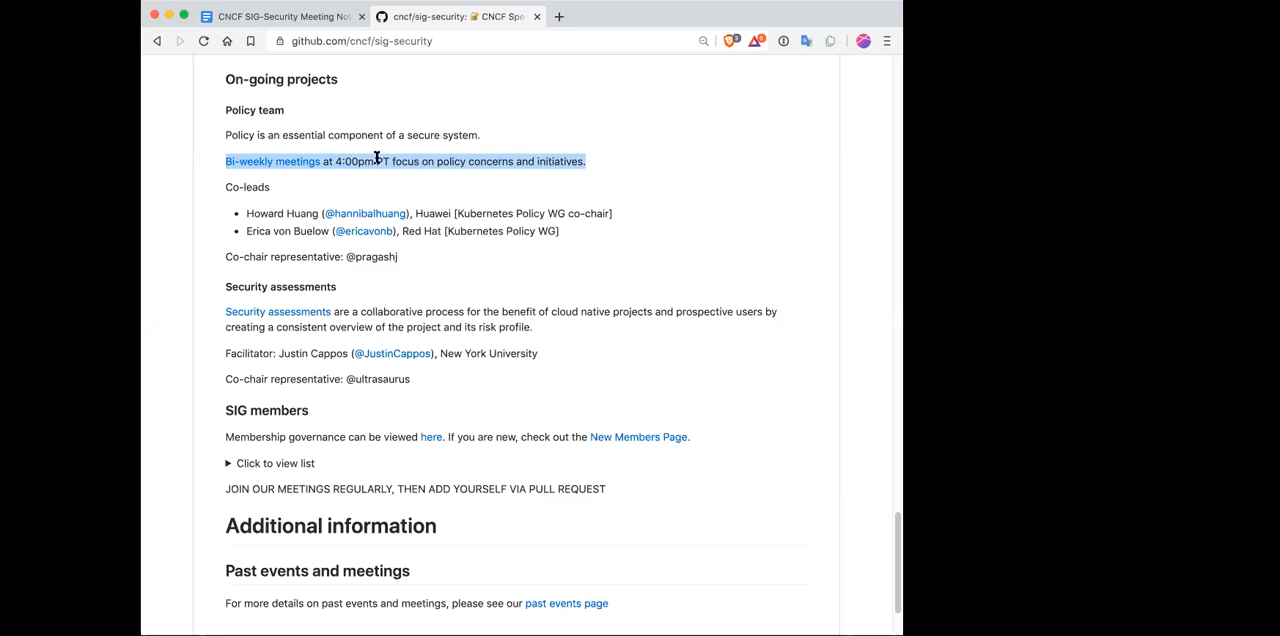 CNCF SIG-Security Meeting No
cncf/sig-security: 📝 CNCF Spe
github.com/cncf/sig-security
On-going projects
Policy team
Policy is an essential component of a secure system.
Bi-weekly meetings at 4:00pm PT focus on policy concerns and initiatives.
Co-leads
Howard Huang (@hannibalhuang), Huawei [Kubernetes Policy WG co-chair]
Erica von Buelow (@ericavonb), Red Hat [Kubernetes Policy WG]
Co-chair representative: @pragashj
Security assessments
Security assessments are a collaborative process for the benefit of cloud native projects and prospective users by
creating a consistent overview of the project and its risk profile.
Facilitator: Justin Cappos (@JustinCappos), New York University
Co-chair representative: @ultrasaurus
SIG members
Membership governance can be viewed here. If you are new, check out the New Members Page.
Click to view list
JOIN OUR MEETINGS REGULARLY, THEN ADD YOURSELF VIA PULL REQUEST
Additional information
Past events and meetings
For more details on past events and meetings, please see our past events page